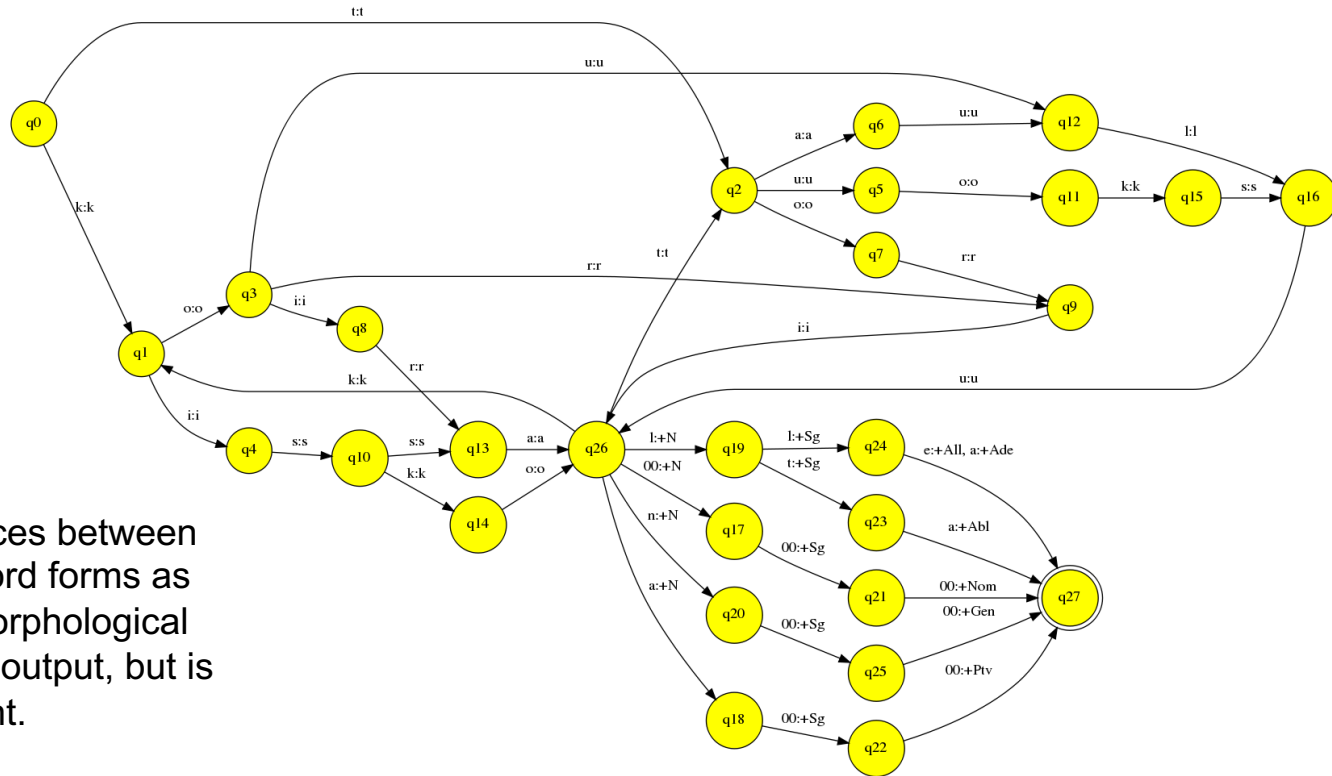 t:t
u:u
q0
q6
u:u
q12
a:a
l:l
q2
u:u
q5
o:o
q11
k:k
q15
s:s
q16
k:k
o:o
t:t
q7
r:r
r:r
q3
i:i
q9
o:o
q8
i:i
q1
r:r
k:k
u:u
i:i
q4
s:s
q10
s:s
q13
a:a
q26
l:+N
q19
l:+Sg
q24
e:+All, a:+Ade
k:k
o:o
00:+N
t:+Sg
q14
n:+N
q17
q23
a:+Abl
00:+Sg
a:+N
q21
00:+Nom
q27
q20
00:+Gen
00:+Sg
q25
00:+Ptv
q18
00:+Sg
q22
ces between
ord forms as
orphological
output, but is
nt.